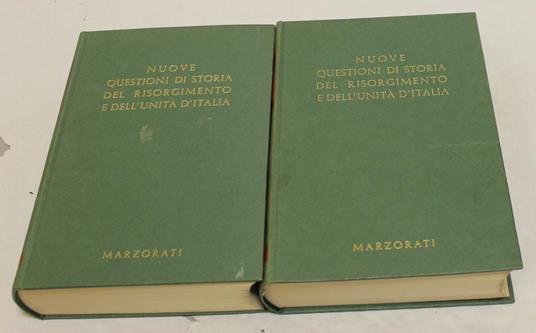 NUOVE
QUESTIONI DI STORIA
DEL RISORGIMENTO
E DELL'UNITÀ D'ITALIA
MARZORATI
NUOVE
QUESTIONI DI STORIA
DEL RISORGIMENTO
E DELL'UNITÀ D'ITALIA
MARZORATI